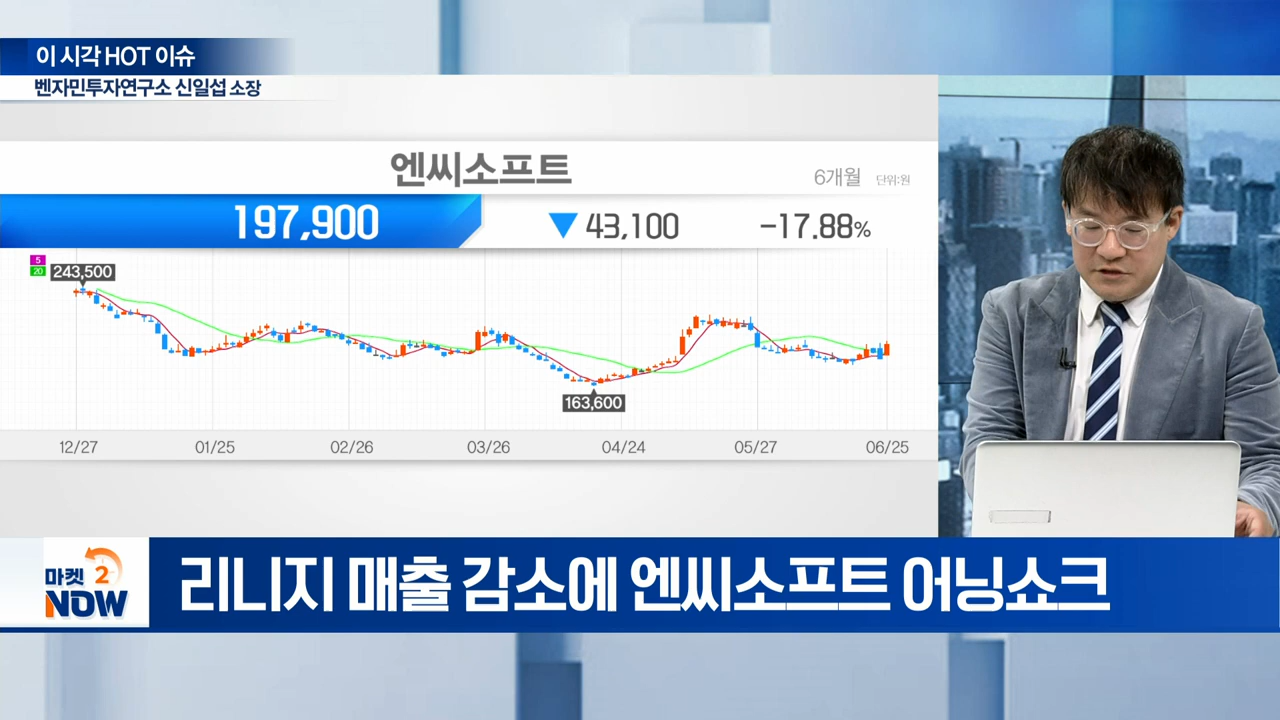 이 시각 HOT 이슈
벤자민투자연구소 신일섭 소장
엔씨소프트
6개월 단위:원
197,900 ▼43,100 -17.88%
5
20
243,500
163,600
12/27 01/25 02/26 03/26 04/24 05/27 06/25
마켓 2
NOW
리니지 매출 감소에 엔씨소프트 어닝쇼크